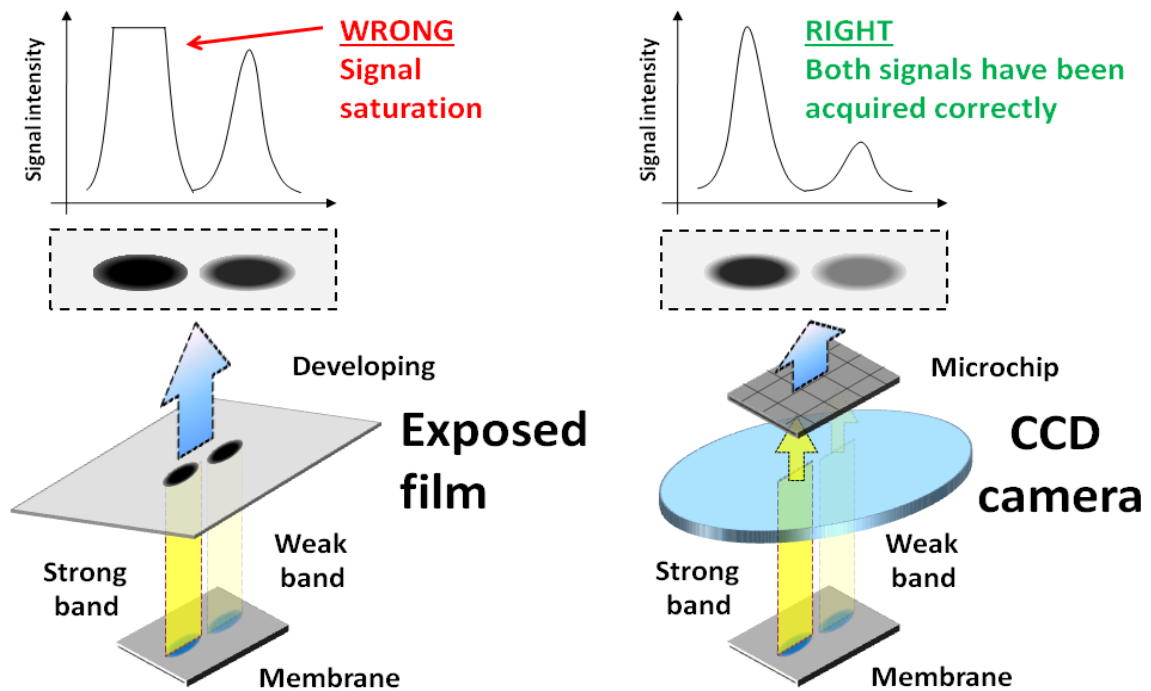 Signal intensity
WRONG
Signal
saturation
Developing
Exposed
film
Strong
band
Weak
band
Membrane
Signal intensity
RIGHT
Both signals have been
acquired correctly
Microchip
CCD
camera
Strong
band
Weak
band
Membrane